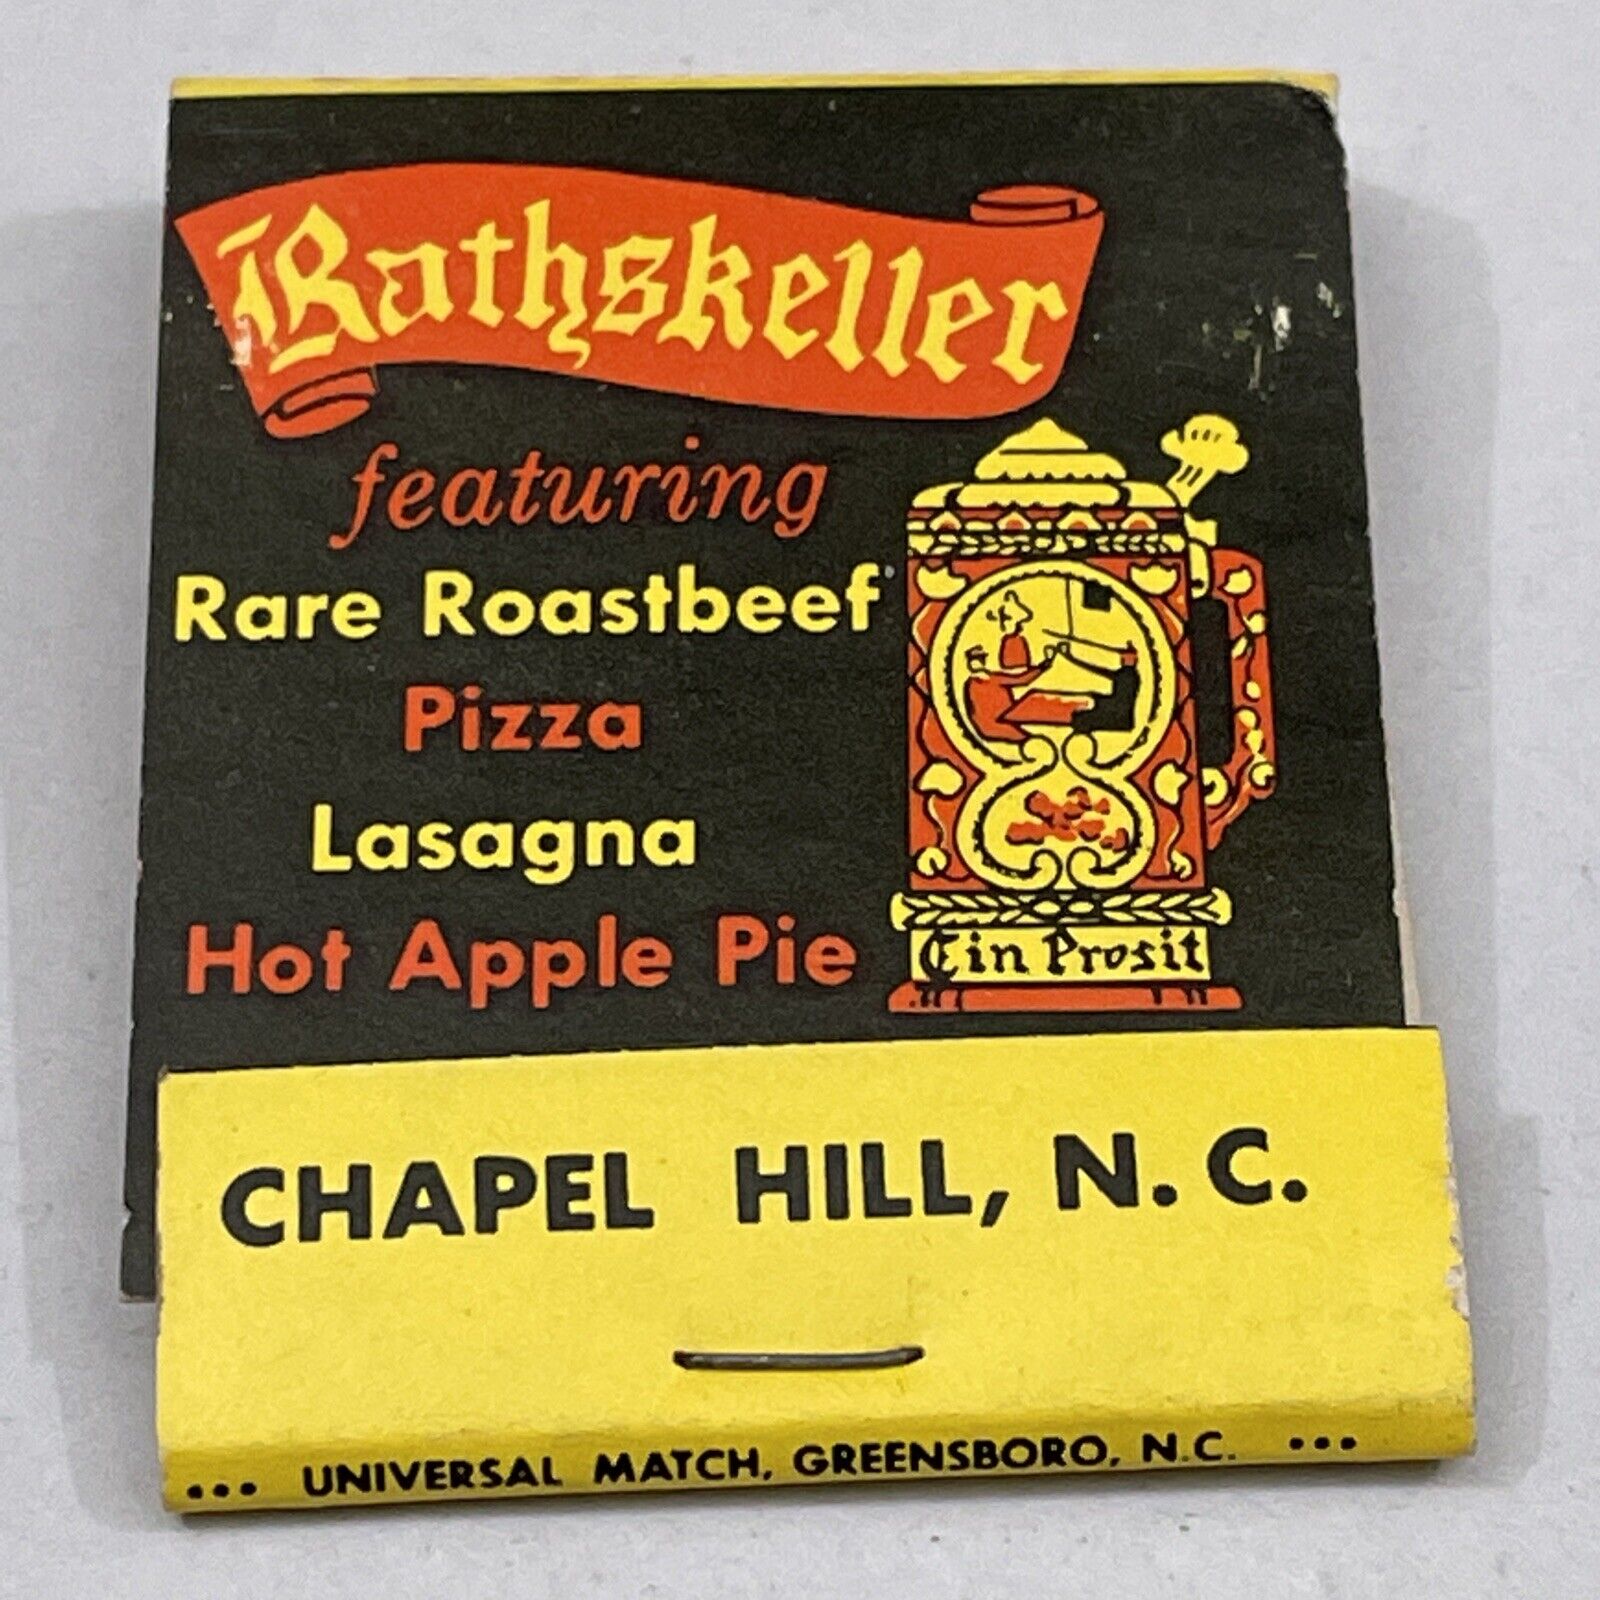 Rathskeller
featuring
Rare Roastbeef
Pizza
Lasagna
Hot Apple Pie
Ein Prosit
CHAPEL HILL, N. C.
... UNIVERSAL MATCH, GREENSBORO, N.C. ...